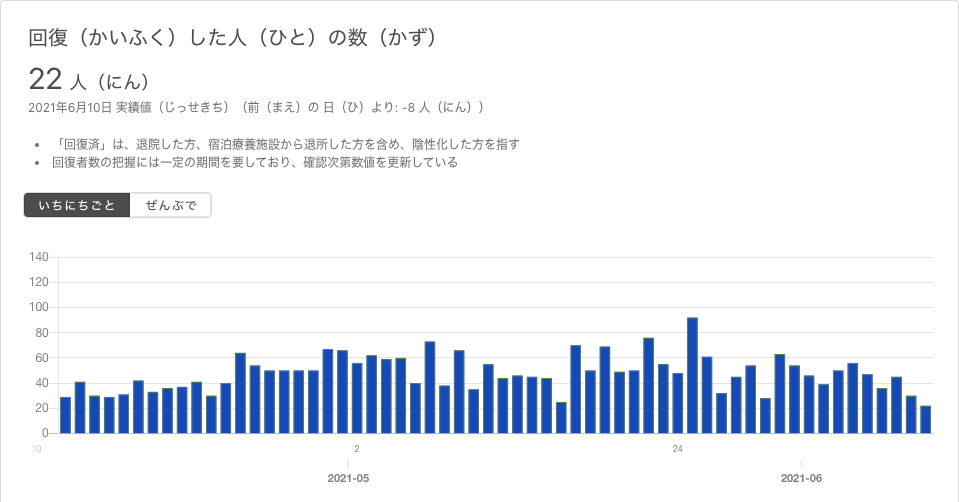 回復（かいふく）した人（ひと）の数（かず）
22 人（にん）
2021年6月10日 実績値（じっせきち）（前（まえ）の 日（ひ）より: -8 人（にん））
• 「回復済」は、退院した方、宿泊療養施設から退所した方を含め、陰性化した方を指す
• 回復者数の把握には一定の期間を要しており、確認次第数値を更新している
いちにちごと ぜんぶで
140
120
100
80
60
40
20
0
10 2 24
2021-05 2021-06